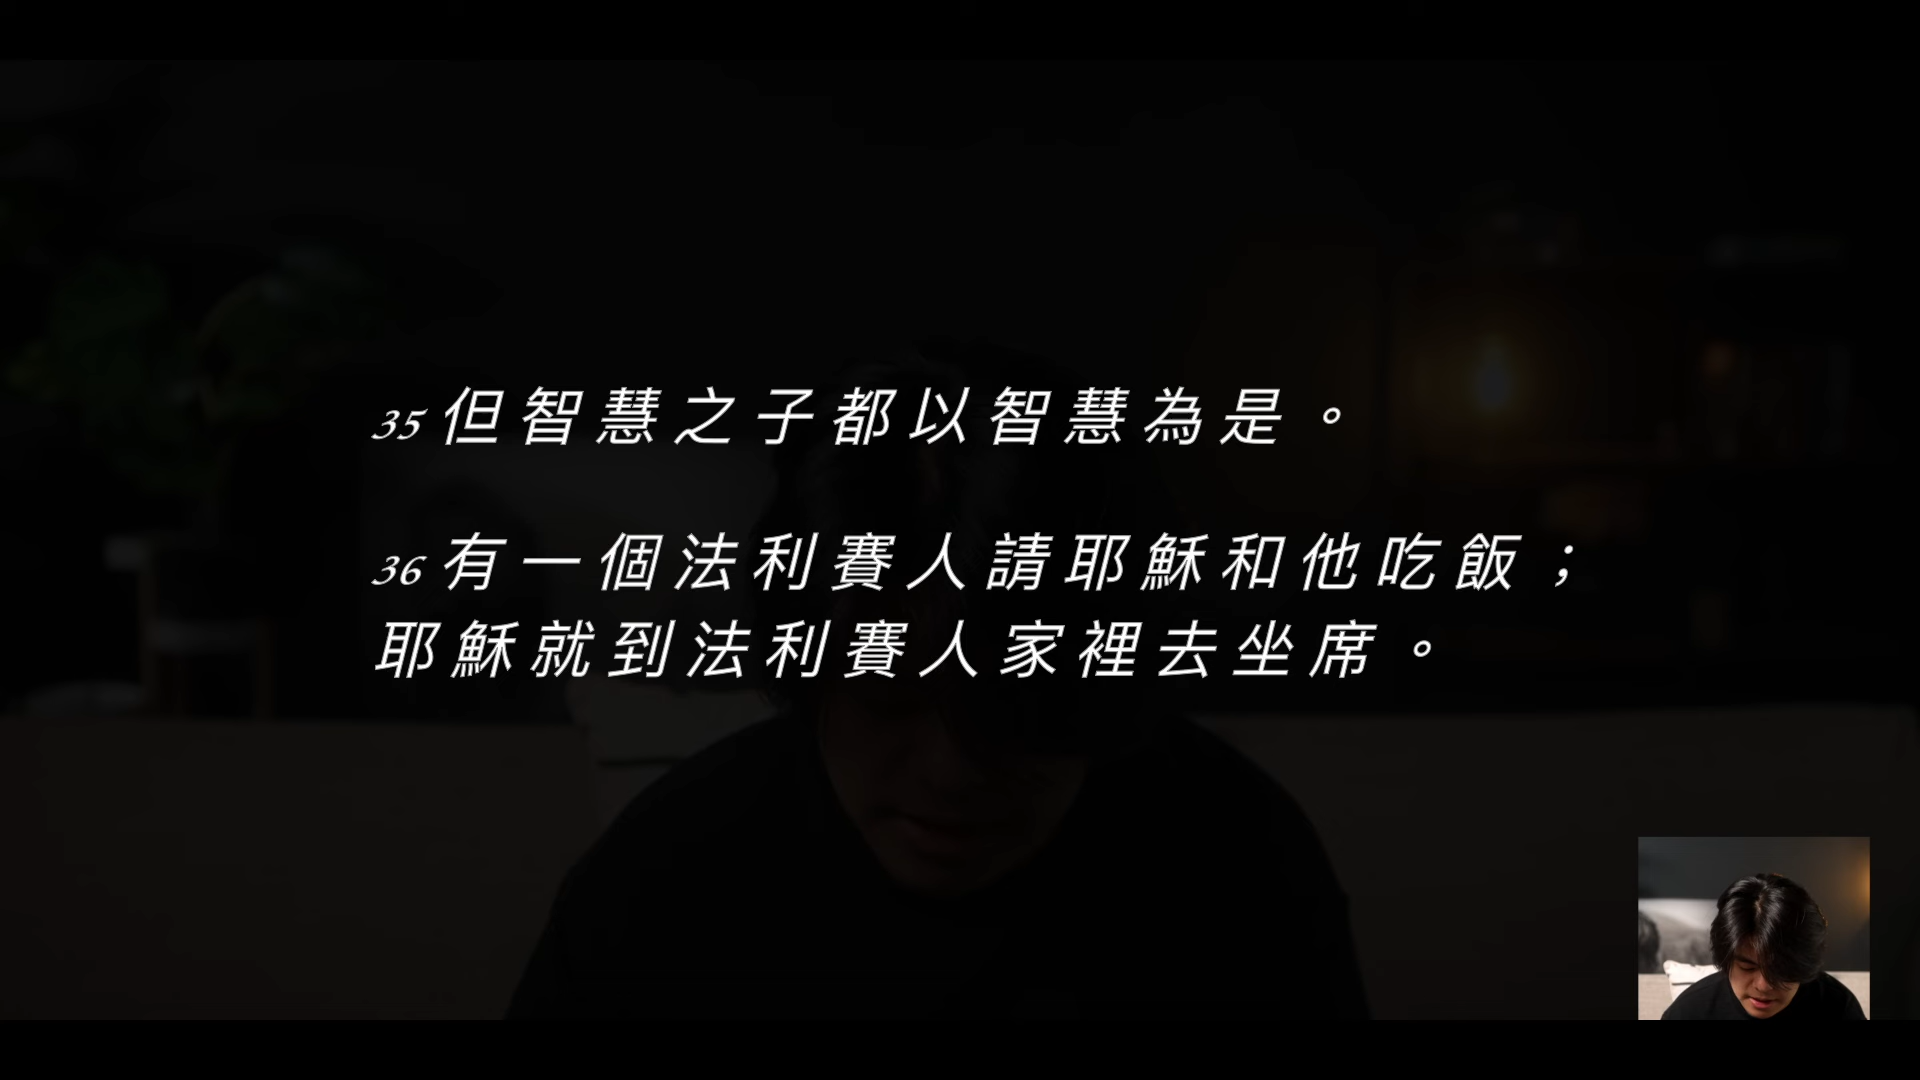 35 但智慧之子都以智慧為是。
36 有一個法利賽人請耶穌和他吃飯；
耶穌就到法利賽人家裡去坐席。